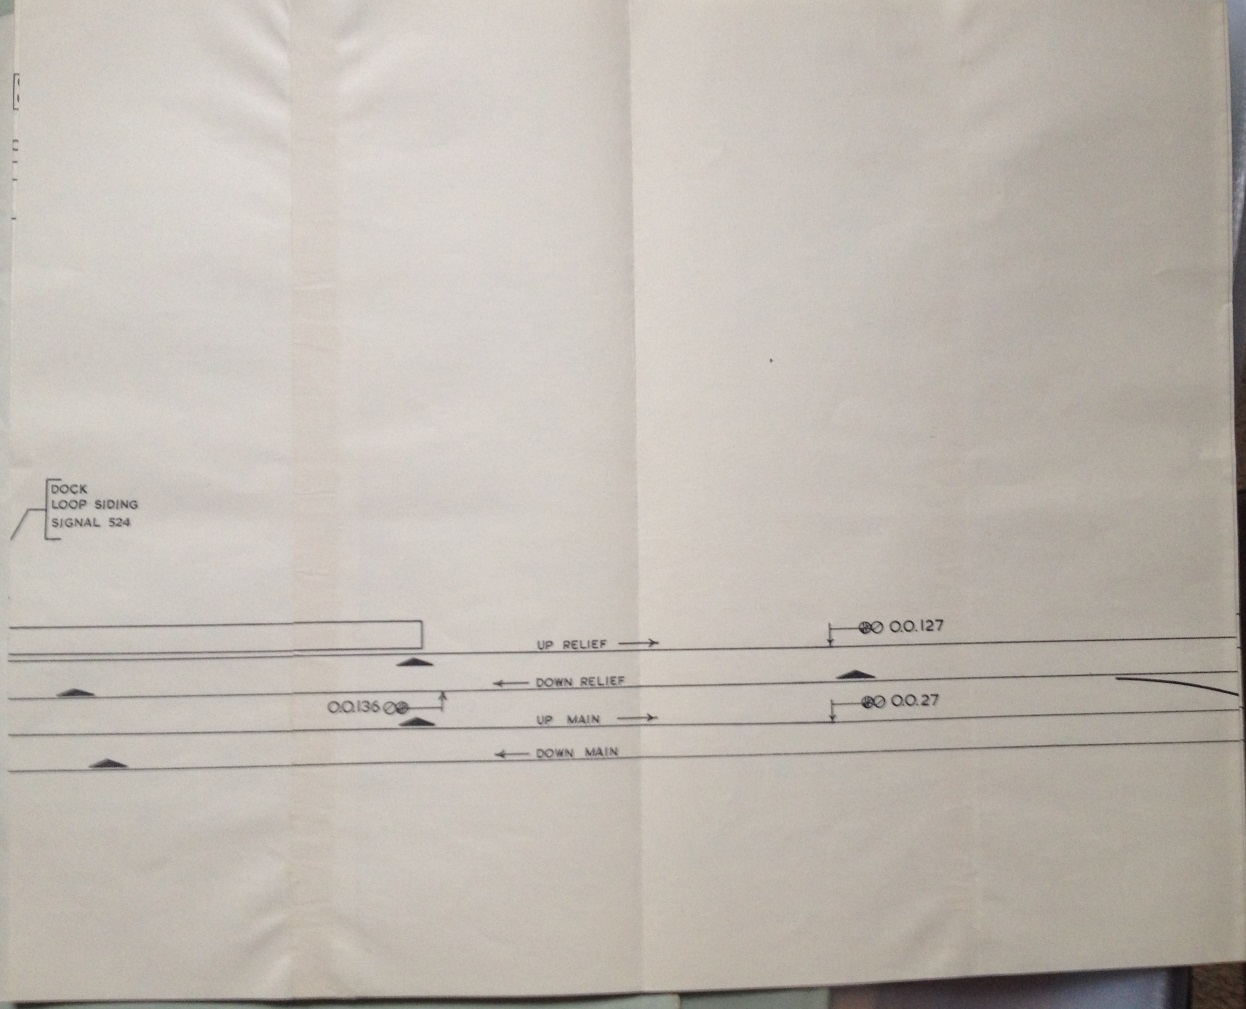 DOCK
LOOP SIDING
SIGNAL 524
O.O.127
UP RELIEF
DOWN RELIEF
O.O.136
O.O.27
UP MAIN
DOWN MAIN